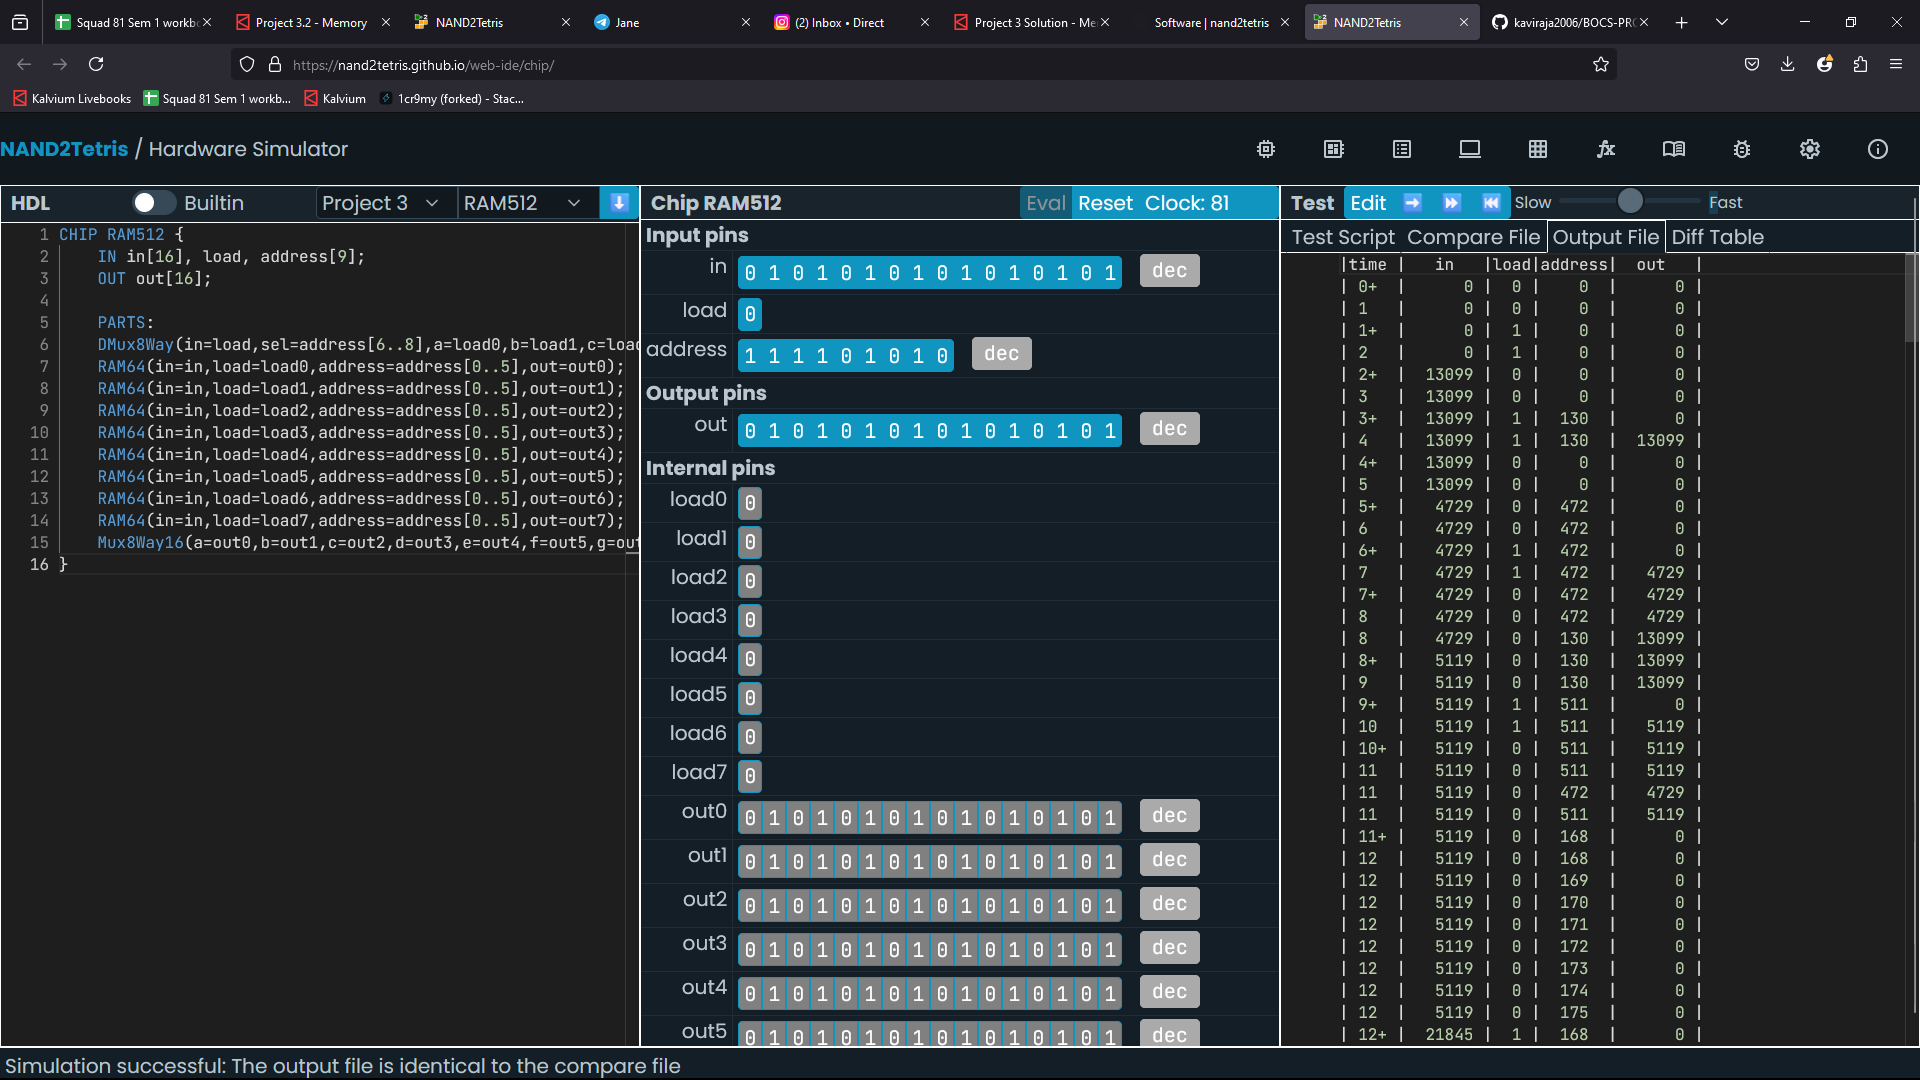 Squad 81 Sem 1 workbo
Project 3.2 - Memory
NAND2Tetris
Jane
(2) Inbox • Direct
Project 3 Solution - Me
Software | nand2tetris
NAND2Tetris
kaviraja2006/BOCS-PRO
https://nand2tetris.github.io/web-ide/chip/
Kalvium Livebooks
Squad 81 Sem 1 workb...
Kalvium
1cr9my (forked) - Stac...
NAND2Tetris / Hardware Simulator
HDL
Builtin
Project 3
RAM512
1 CHIP RAM512 {
2 IN in[16], load, address[9];
3 OUT out[16];
4
5 PARTS:
6 DMux8Way(in=load,sel=address[6..8],a=load0,b=load1,c=load
7 RAM64(in=in,load=load0,address=address[0..5],out=out0);
8 RAM64(in=in,load=load1,address=address[0..5],out=out1);
9 RAM64(in=in,load=load2,address=address[0..5],out=out2);
10 RAM64(in=in,load=load3,address=address[0..5],out=out3);
11 RAM64(in=in,load=load4,address=address[0..5],out=out4);
12 RAM64(in=in,load=load5,address=address[0..5],out=out5);
13 RAM64(in=in,load=load6,address=address[0..5],out=out6);
14 RAM64(in=in,load=load7,address=address[0..5],out=out7);
15 Mux8Way16(a=out0,b=out1,c=out2,d=out3,e=out4,f=out5,g=out
16 }
Chip RAM512
Eval
Reset
Clock: 81
Input pins
in 0 1 0 1 0 1 0 1 0 1 0 1 0 1 0 1 dec
load 0
address 1 1 1 1 0 1 0 1 0 dec
Output pins
out 0 1 0 1 0 1 0 1 0 1 0 1 0 1 0 1 dec
Internal pins
load0 0
load1 0
load2 0
load3 0
load4 0
load5 0
load6 0
load7 0
out0 0 1 0 1 0 1 0 1 0 1 0 1 0 1 0 1 dec
out1 0 1 0 1 0 1 0 1 0 1 0 1 0 1 0 1 dec
out2 0 1 0 1 0 1 0 1 0 1 0 1 0 1 0 1 dec
out3 0 1 0 1 0 1 0 1 0 1 0 1 0 1 0 1 dec
out4 0 1 0 1 0 1 0 1 0 1 0 1 0 1 0 1 dec
out5 0 1 0 1 0 1 0 1 0 1 0 1 0 1 0 1 dec
Test
Edit
Slow
Fast
Test Script
Compare File
Output File
Diff Table
|time | in |load|address| out |
| 0+ | 0 | 0 | 0 | 0 |
| 1 | 0 | 0 | 0 | 0 |
| 1+ | 0 | 1 | 0 | 0 |
| 2 | 0 | 1 | 0 | 0 |
| 2+ | 13099 | 0 | 0 | 0 |
| 3 | 13099 | 0 | 0 | 0 |
| 3+ | 13099 | 1 | 130 | 0 |
| 4 | 13099 | 1 | 130 | 13099 |
| 4+ | 13099 | 0 | 0 | 0 |
| 5 | 13099 | 0 | 0 | 0 |
| 5+ | 4729 | 0 | 472 | 0 |
| 6 | 4729 | 0 | 472 | 0 |
| 6+ | 4729 | 1 | 472 | 0 |
| 7 | 4729 | 1 | 472 | 4729 |
| 7+ | 4729 | 0 | 472 | 4729 |
| 8 | 4729 | 0 | 472 | 4729 |
| 8 | 4729 | 0 | 130 | 13099 |
| 8+ | 5119 | 0 | 130 | 13099 |
| 9 | 5119 | 0 | 130 | 13099 |
| 9+ | 5119 | 1 | 511 | 0 |
| 10 | 5119 | 1 | 511 | 5119 |
| 10+ | 5119 | 0 | 511 | 5119 |
| 11 | 5119 | 0 | 511 | 5119 |
| 11 | 5119 | 0 | 472 | 4729 |
| 11 | 5119 | 0 | 511 | 5119 |
| 11+ | 5119 | 0 | 168 | 0 |
| 12 | 5119 | 0 | 168 | 0 |
| 12 | 5119 | 0 | 169 | 0 |
| 12 | 5119 | 0 | 170 | 0 |
| 12 | 5119 | 0 | 171 | 0 |
| 12 | 5119 | 0 | 172 | 0 |
| 12 | 5119 | 0 | 173 | 0 |
| 12 | 5119 | 0 | 174 | 0 |
| 12 | 5119 | 0 | 175 | 0 |
| 12+ | 21845 | 1 | 168 | 0 |
Simulation successful: The output file is identical to the compare file